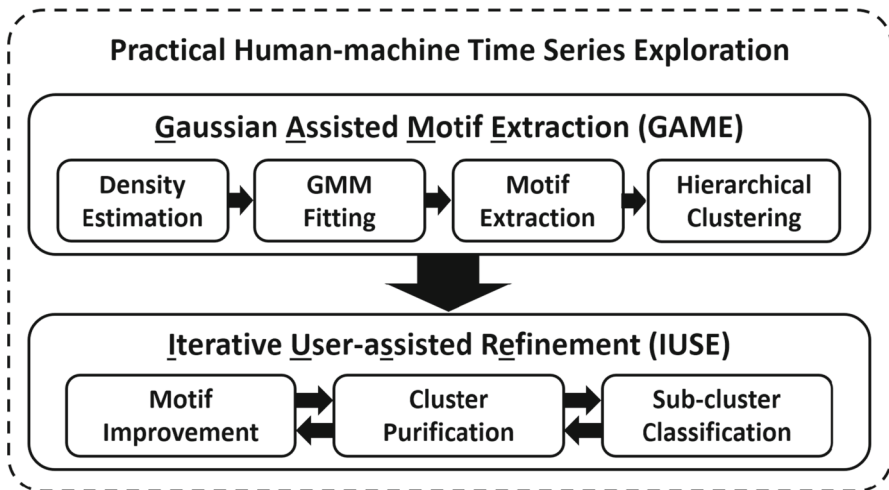 Practical Human-machine Time Series Exploration
Gaussian Assisted Motif Extraction (GAME)
Density
Estimation
GMM
Fitting
Motif
Extraction
Hierarchical
Clustering
Iterative User-assisted Refinement (IUSE)
Motif
Improvement
Cluster
Purification
Sub-cluster
Classification